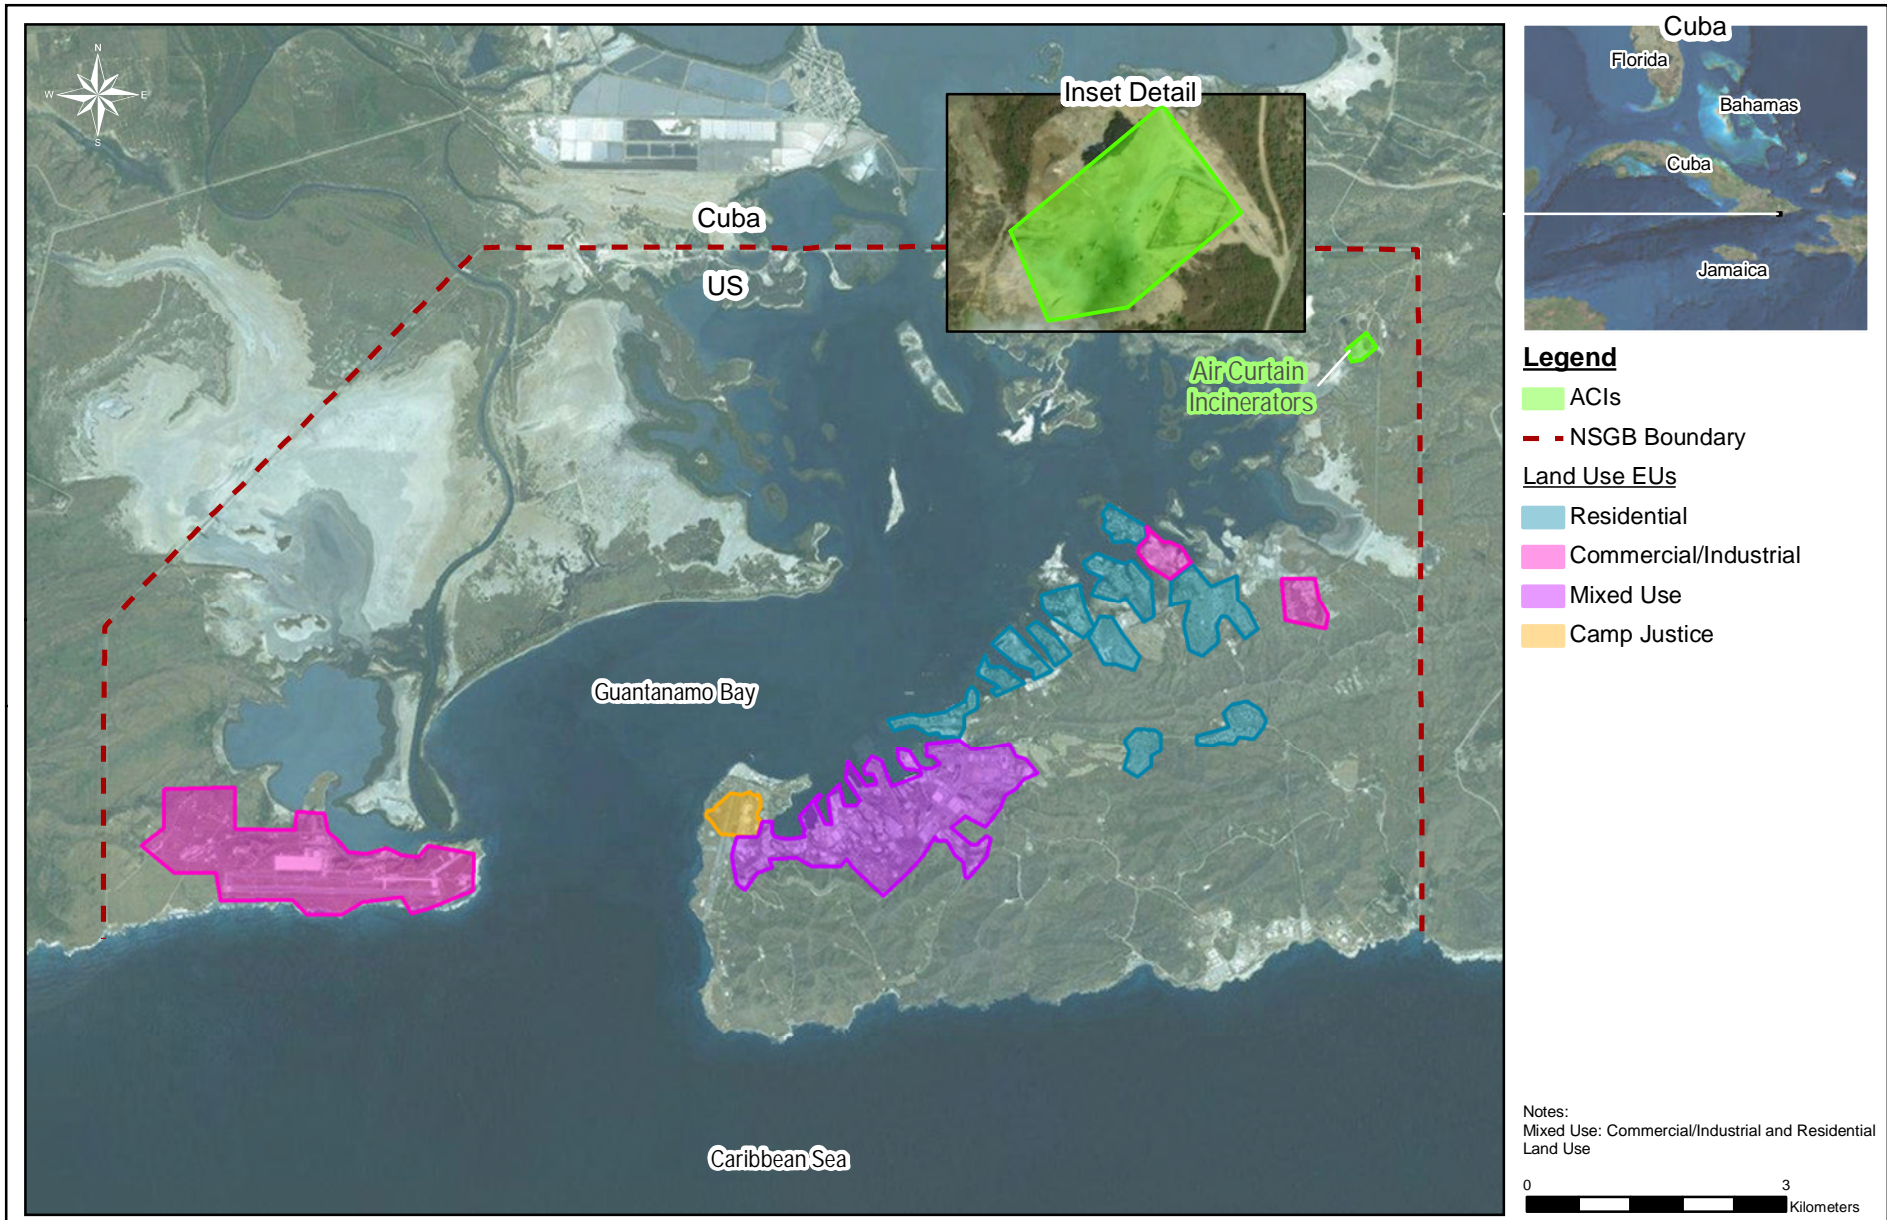 N
W
E
S
Cuba
US
Inset Detail
Air Curtain
Incinerators
Guantanamo Bay
Caribbean Sea
Cuba
Florida
Bahamas
Cuba
Jamaica
Legend
ACIs
NSGB Boundary
Land Use EUs
Residential
Commercial/Industrial
Mixed Use
Camp Justice
Notes:
Mixed Use: Commercial/Industrial and Residential
Land Use
0 3
Kilometers